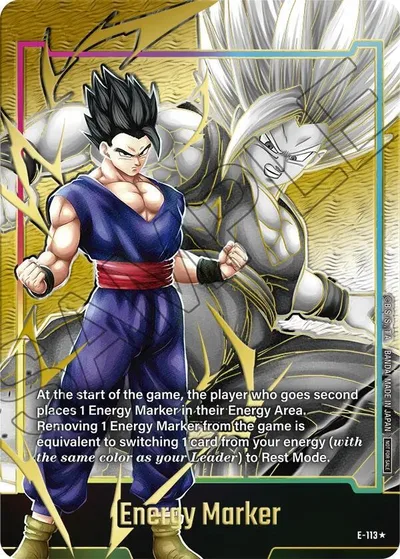 At the start of the game, the player who goes second
places 1 Energy Marker in their Energy Area.
Removing 1 Energy Marker from the game is
equivalent to switching 1 card from your energy (with
the same color as your Leader) to Rest Mode.
Energy Marker
E-113★
©B.S./S.,T.A. BANDAI MADE IN JAPAN
NOT FOR SALE